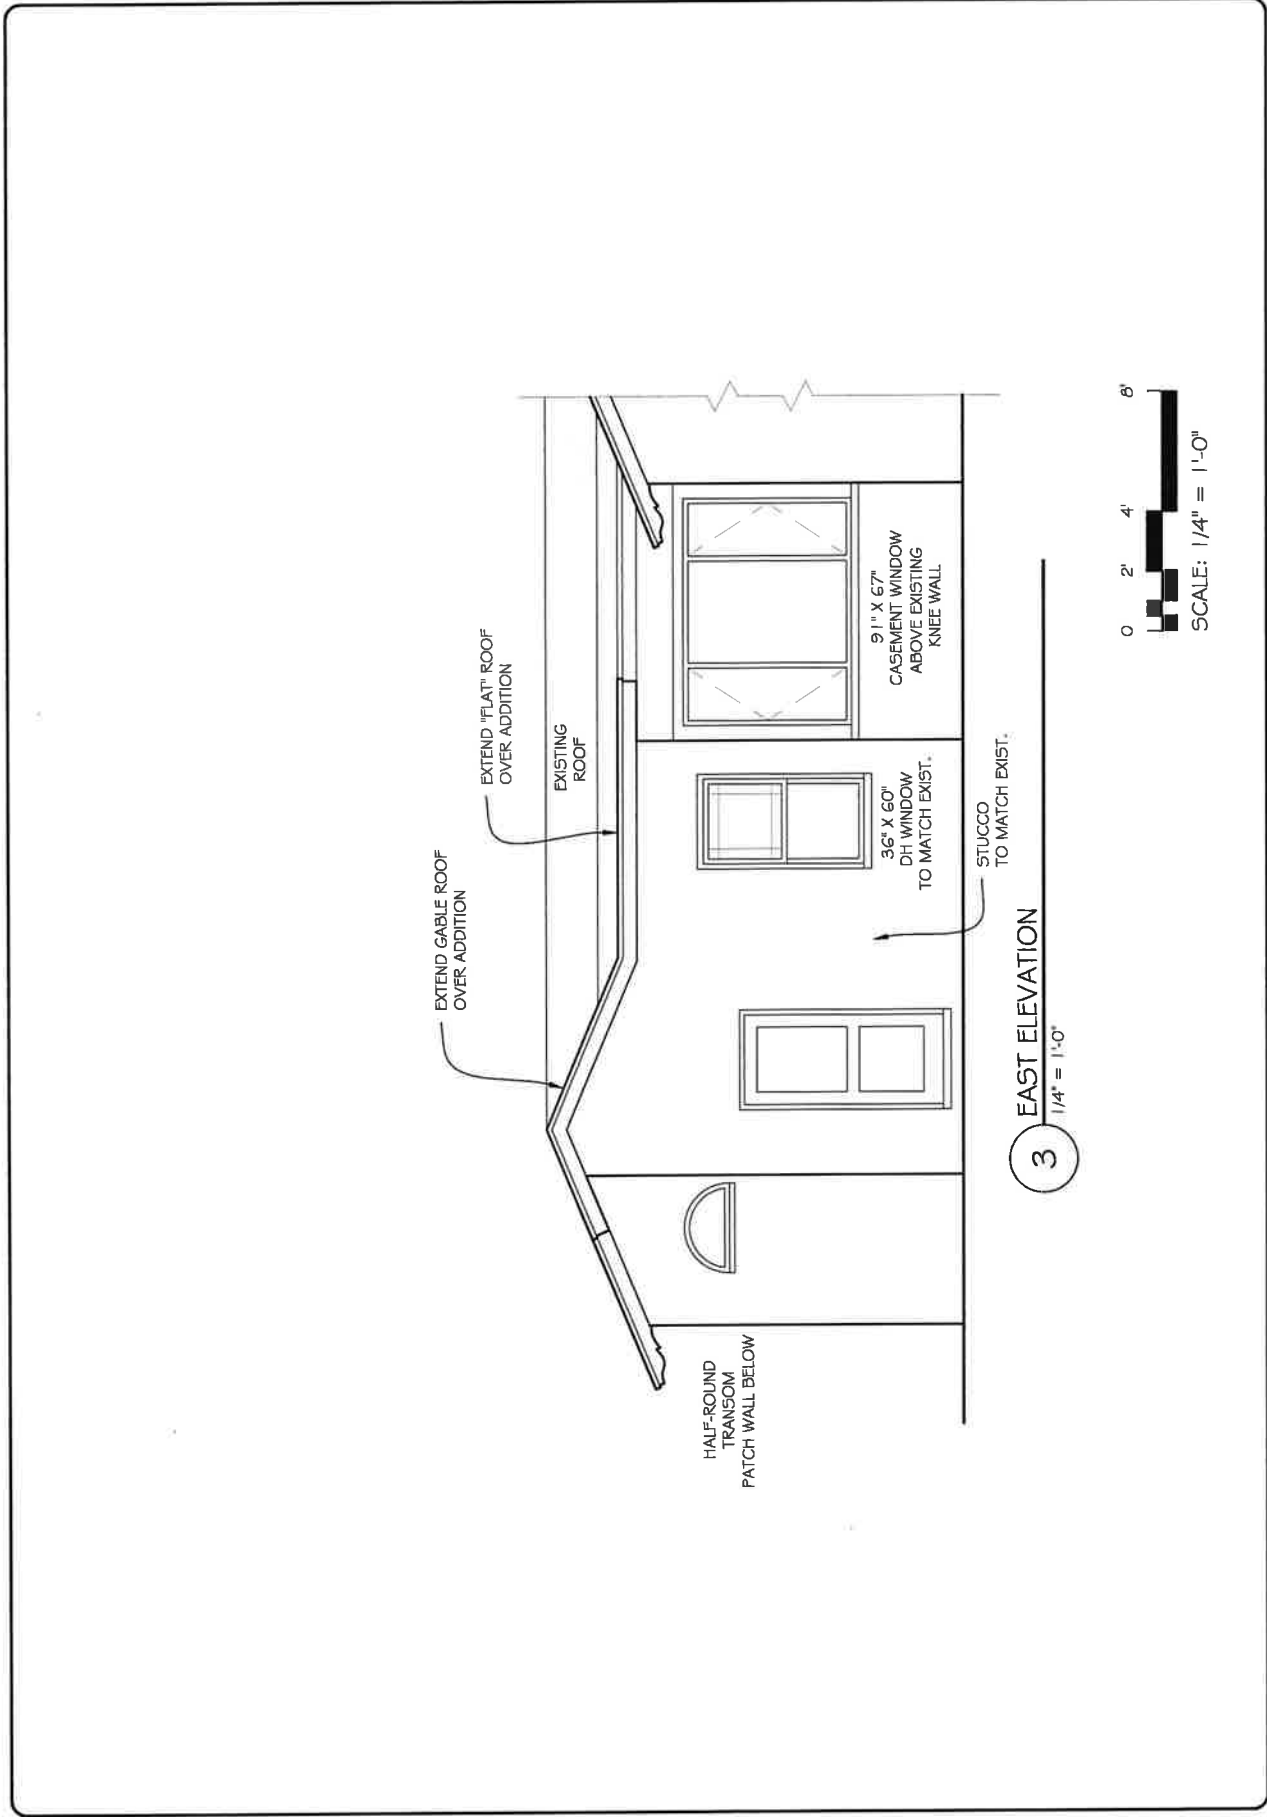 EXTEND GABLE ROOF
OVER ADDITION
EXTEND "FLAT" ROOF
OVER ADDITION
EXISTING
ROOF
HALF-ROUND
TRANSOM
PATCH WALL BELOW
36" X 60"
DH WINDOW
TO MATCH EXIST.
91" X 67"
CASEMENT WINDOW
ABOVE EXISTING
KNEE WALL
STUCCO
TO MATCH EXIST.
3
EAST ELEVATION
1/4" = 1'-0"
0 2' 4' 8'
SCALE: 1/4" = 1'-0"